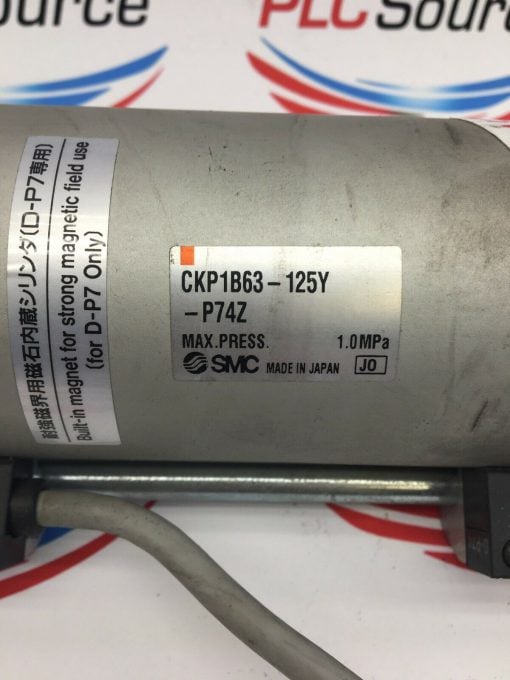 Source
PLC Source
耐強磁界用磁石内蔵シリンダ(D-P7専用)
Built-in magnet for strong magnetic field use
(for D-P7 Only)
CKP1B63-125Y
-P74Z
MAX.PRESS. 1.0MPa
SMC MADE IN JAPAN JO